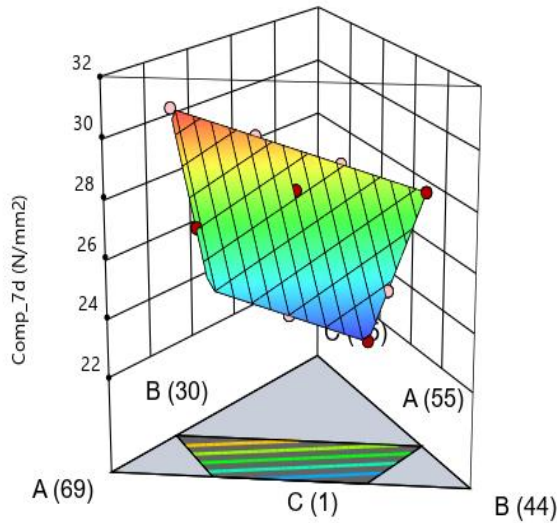 32
30
28
26
24
22
Comp_7d (N/mm2)
B (30)
A (55)
A (69)
C (1)
B (44)